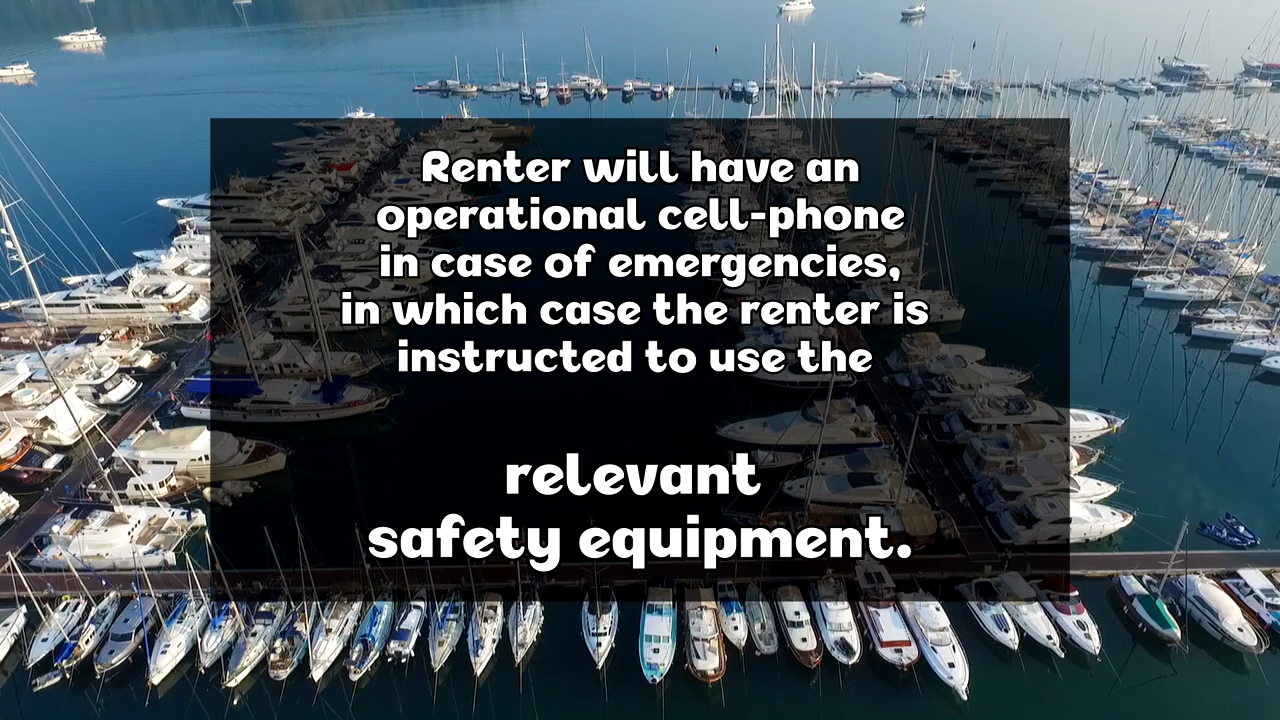 Renter will have an
operational cell-phone
in case of emergencies,
in which case the renter is
instructed to use the
relevant
safety equipment.